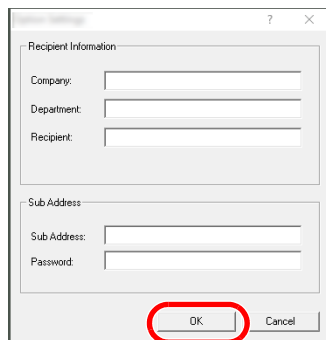 Recipient Information
Company:
Department:
Recipient:
Sub Address
Sub Address:
Password:
OK
Cancel